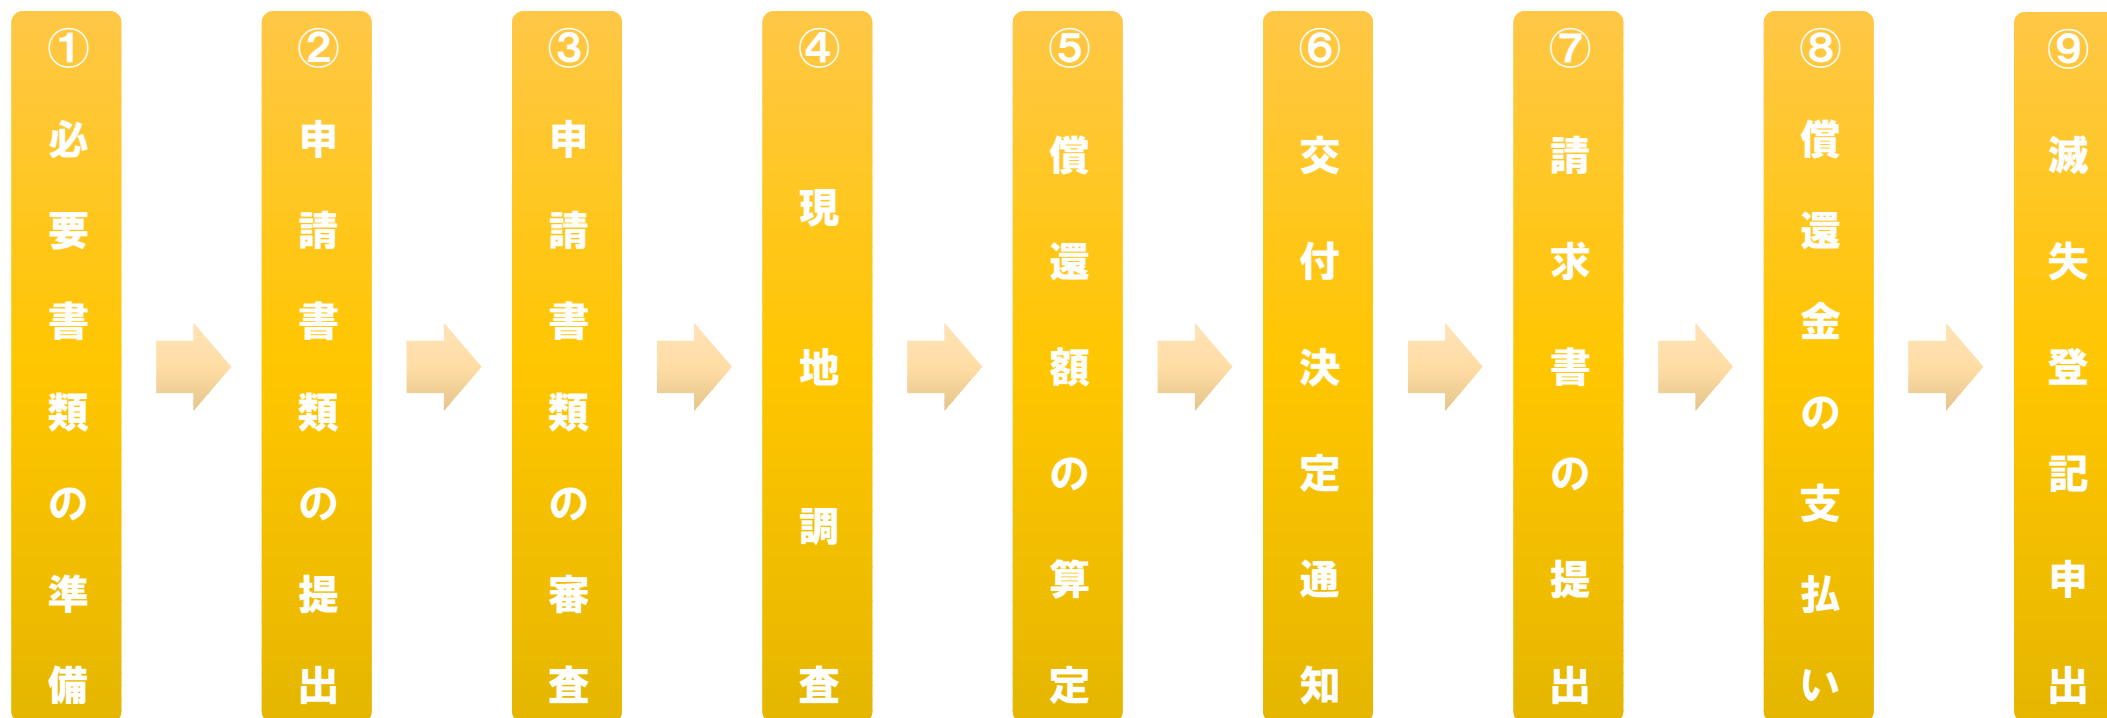 ①必要書類の準備
②申請書類の提出
③申請書類の審査
④現地調査
⑤償還額の算定
⑥交付決定通知
⑦請求書の提出
⑧償還金の支払い
⑨滅失登記申出